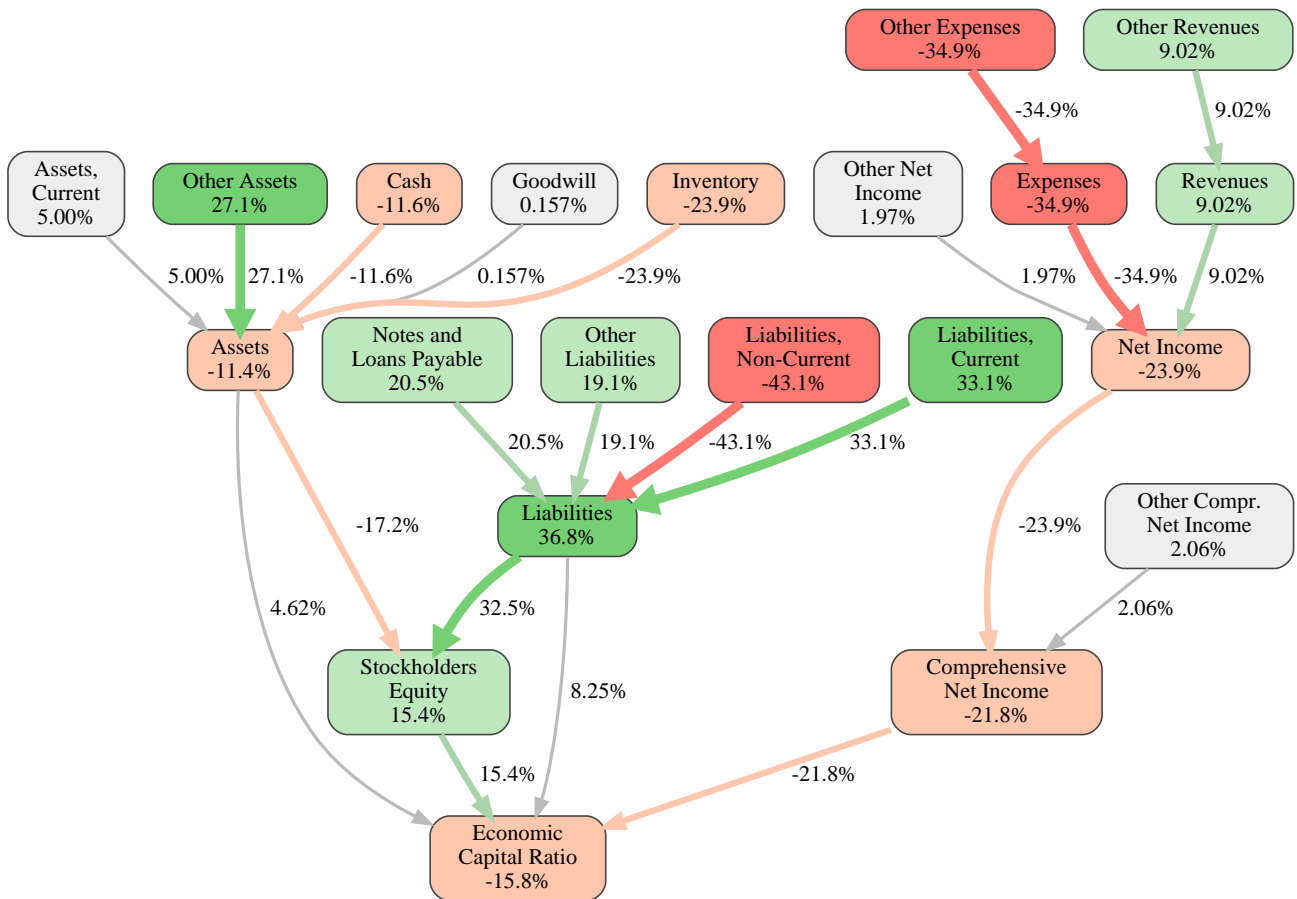 Other Expenses
-34.9%
Other Revenues
9.02%
-34.9%
9.02%
Assets,
Current
5.00%
Other Assets
27.1%
Cash
-11.6%
Goodwill
0.157%
Inventory
-23.9%
Other Net
Income
1.97%
Expenses
-34.9%
Revenues
9.02%
5.00%
27.1%
-11.6%
0.157%
-23.9%
1.97%
-34.9%
9.02%
Assets
-11.4%
Notes and
Loans Payable
20.5%
Other
Liabilities
19.1%
Liabilities,
Non-Current
-43.1%
Liabilities,
Current
33.1%
Net Income
-23.9%
20.5%
19.1%
-43.1%
33.1%
-17.2%
Liabilities
36.8%
-23.9%
Other Compr.
Net Income
2.06%
4.62%
32.5%
2.06%
Stockholders
Equity
15.4%
8.25%
Comprehensive
Net Income
-21.8%
15.4%
-21.8%
Economic
Capital Ratio
-15.8%